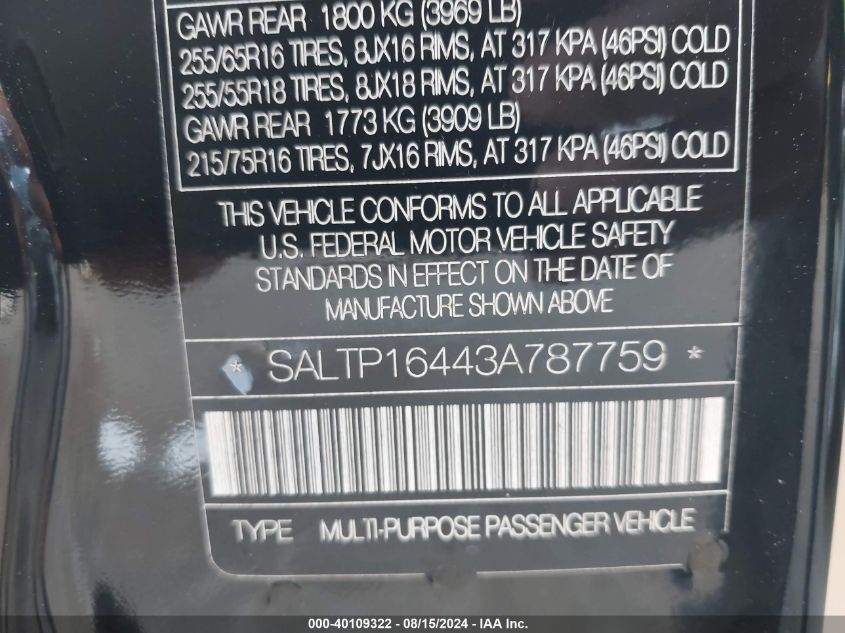 GAWR REAR 1800 KG (3969 LB)
255/65R16 TIRES, 8JX16 RIMS, AT 317 KPA (46PSI) COLD
255/55R18 TIRES, 8JX18 RIMS, AT 317 KPA (46PSI) COLD
GAWR REAR 1773 KG (3909 LB)
215/75R16 TIRES, 7JX16 RIMS, AT 317 KPA (46PSI) COLD
THIS VEHICLE CONFORMS TO ALL APPLICABLE
U.S. FEDERAL MOTOR VEHICLE SAFETY
STANDARDS IN EFFECT ON THE DATE OF
MANUFACTURE SHOWN ABOVE
* SALTP16443A787759 *
TYPE MULTI-PURPOSE PASSENGER VEHICLE
000-40109322 - 08/15/2024 - IAA Inc.